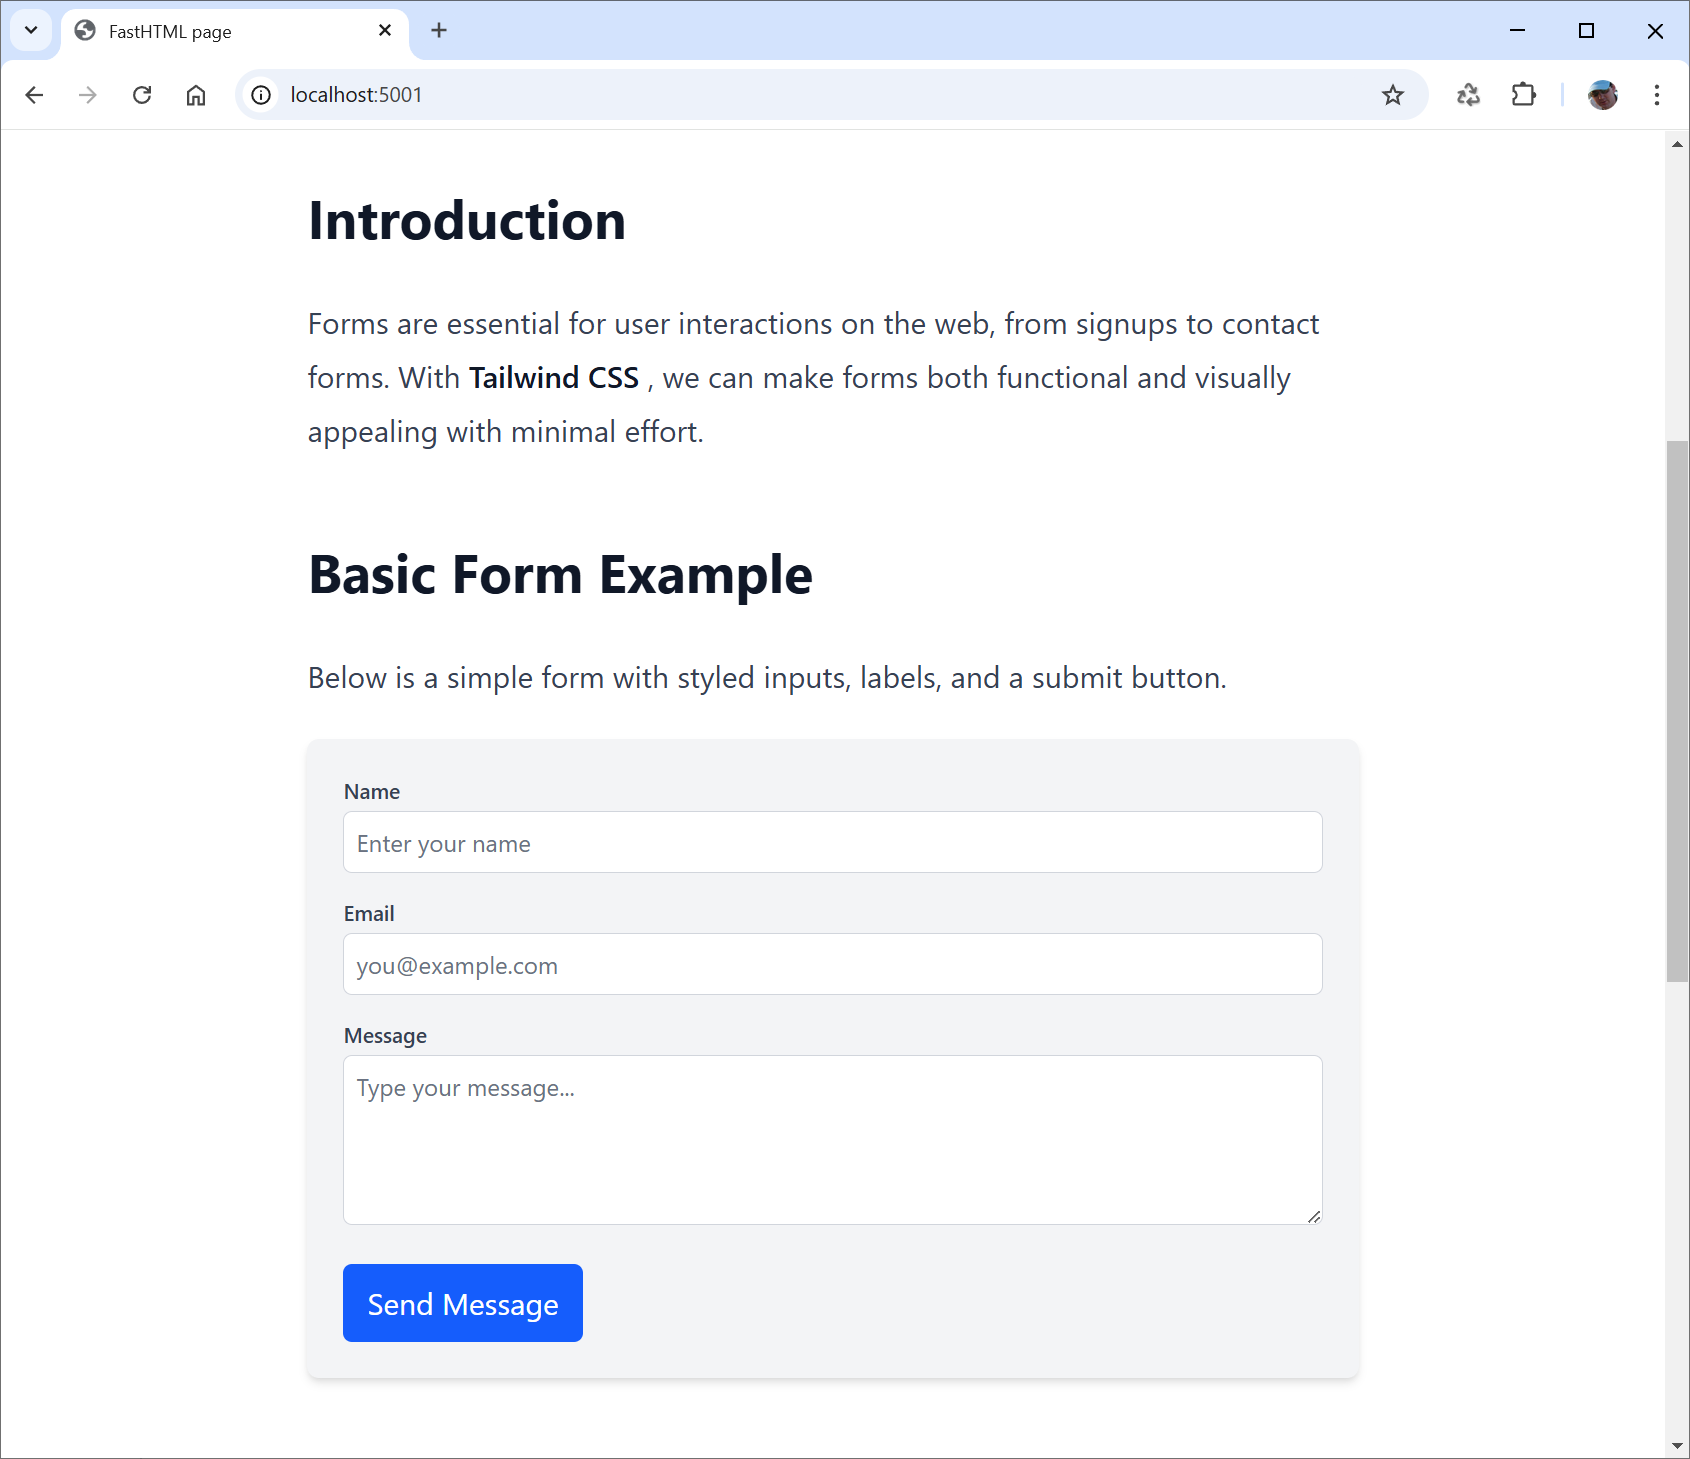 FastHTML page
localhost:5001
Introduction
Forms are essential for user interactions on the web, from signups to contact
forms. With Tailwind CSS , we can make forms both functional and visually
appealing with minimal effort.
Basic Form Example
Below is a simple form with styled inputs, labels, and a submit button.
Name
Enter your name
Email
you@example.com
Message
Type your message...
Send Message